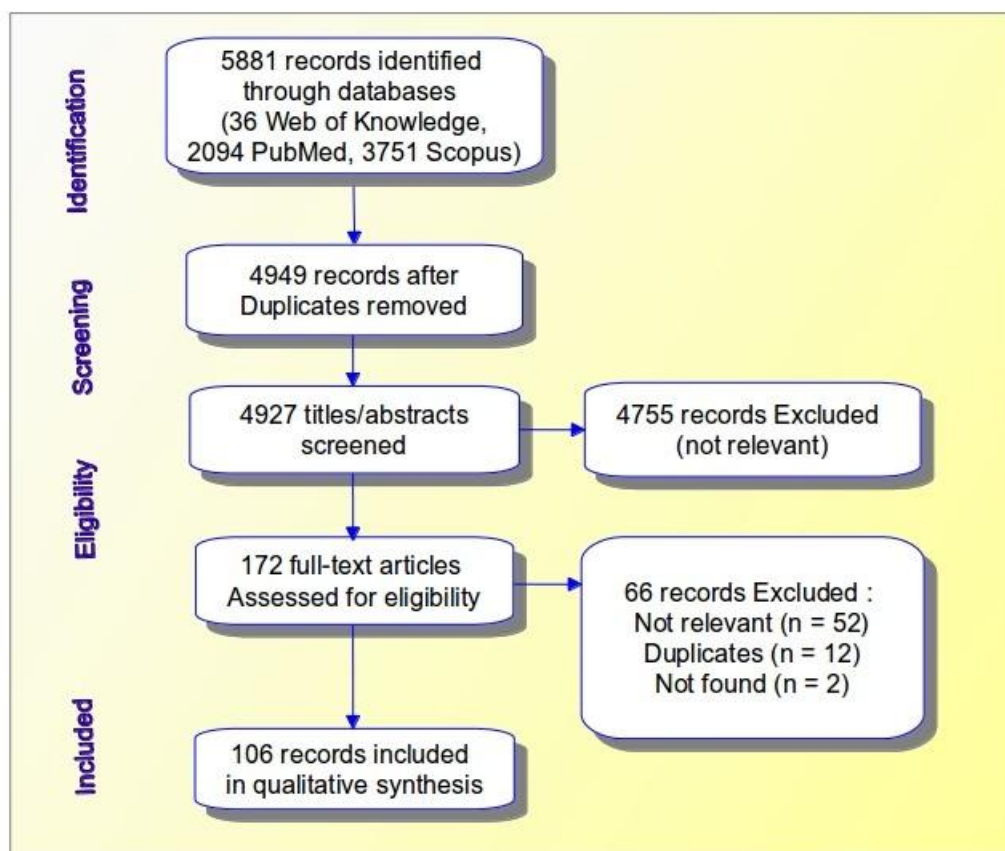 Identification
5881 records identified
through databases
(36 Web of Knowledge,
2094 PubMed, 3751 Scopus)
Screening
4949 records after
Duplicates removed
4927 titles/abstracts
screened
4755 records Excluded
(not relevant)
Eligibility
172 full-text articles
Assessed for eligibility
66 records Excluded :
Not relevant (n = 52)
Duplicates (n = 12)
Not found (n = 2)
Included
106 records included
in qualitative synthesis